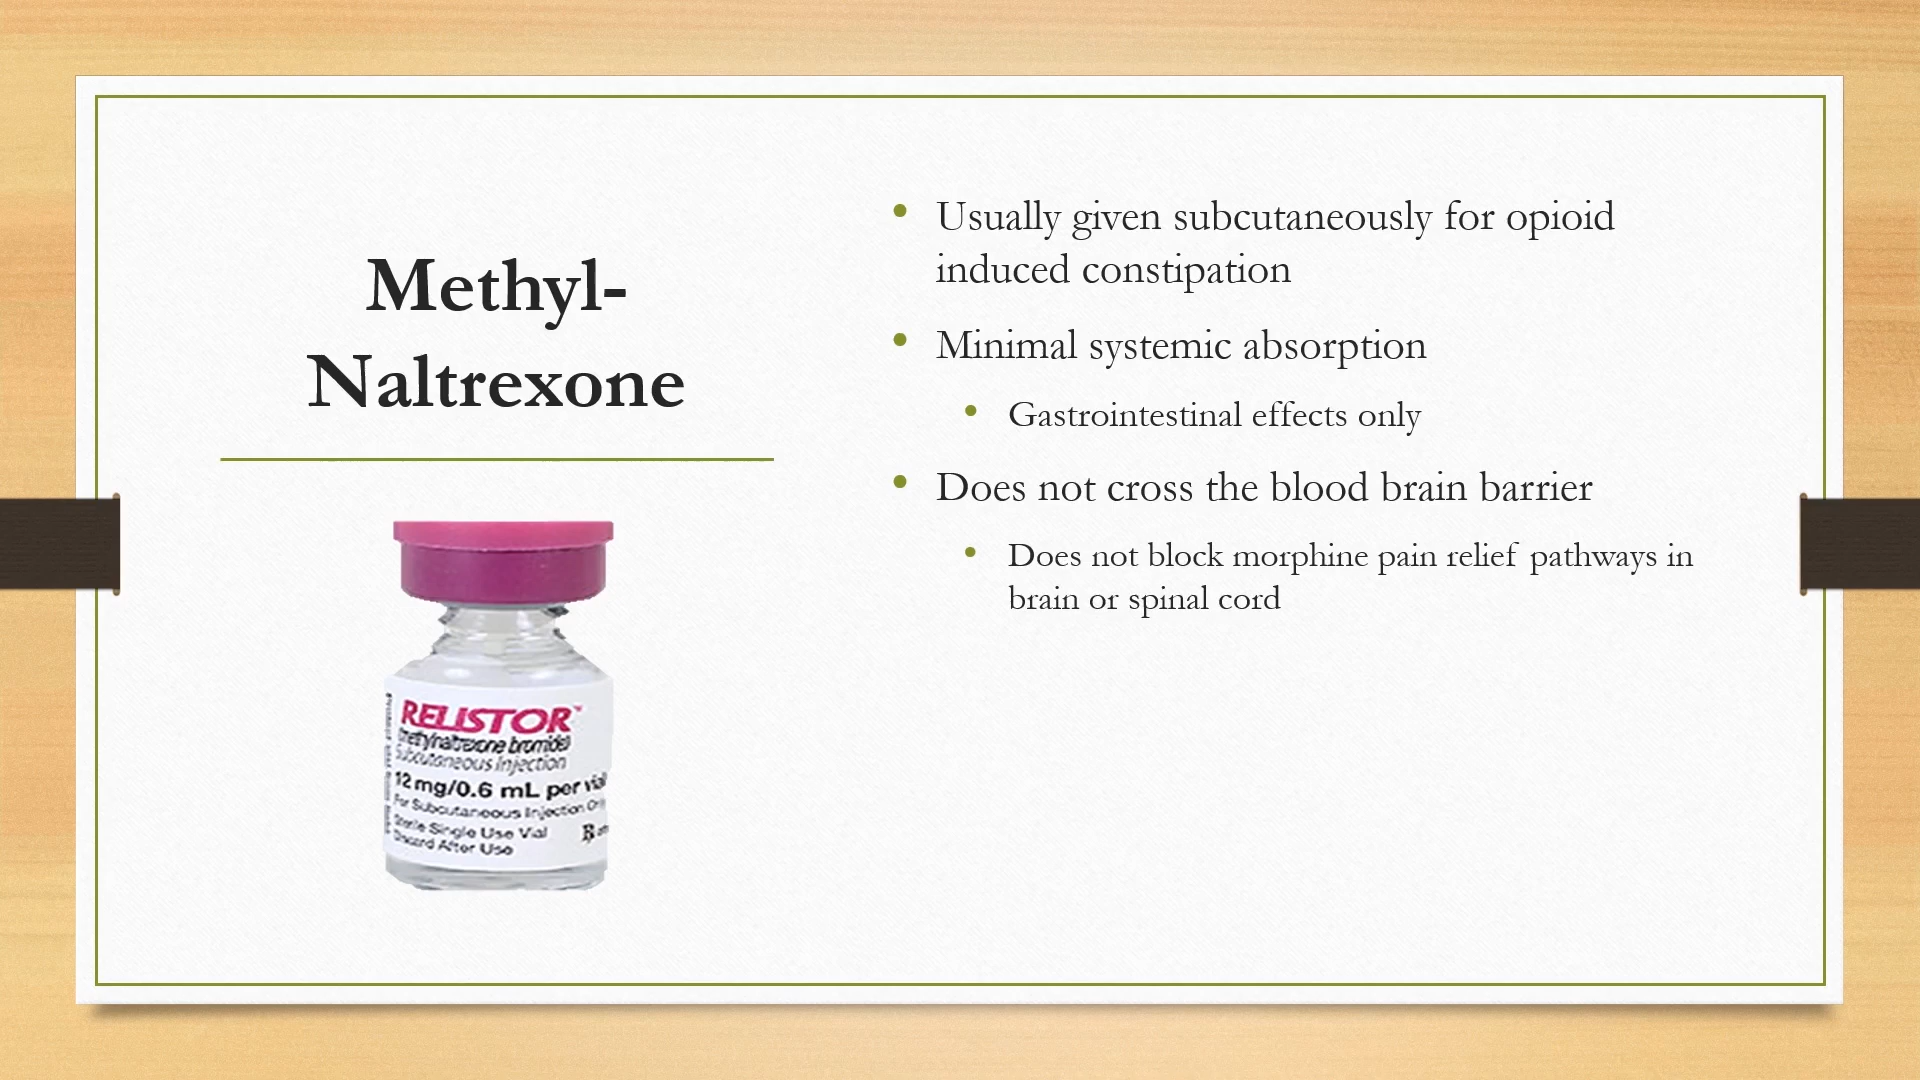 Methyl-
Naltrexone
RELISTOR™
(methylnaltrexone bromide)
Subcutaneous Injection
12 mg/0.6 mL per vial
For Subcutaneous Injection
Sterile Single Use Vial
Discard After Use
• Usually given subcutaneously for opioid
induced constipation
• Minimal systemic absorption
• Gastrointestinal effects only
• Does not cross the blood brain barrier
• Does not block morphine pain relief pathways in
brain or spinal cord